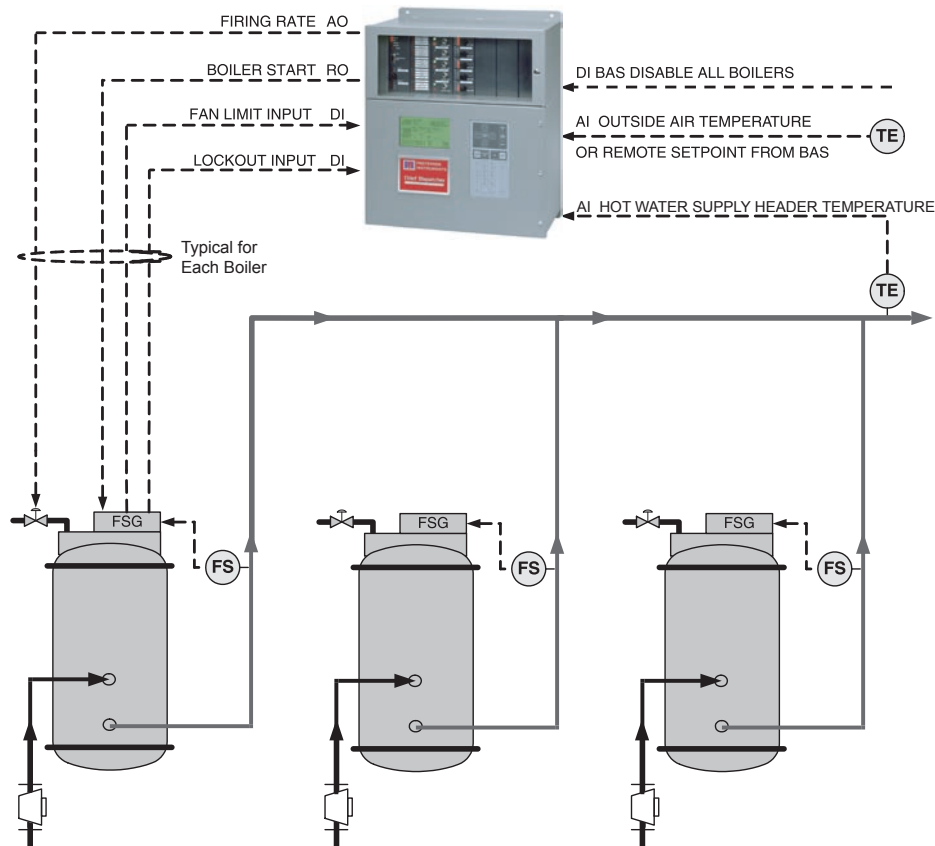 FIRING RATE AO
BOILER START RO
FAN LIMIT INPUT DI
LOCKOUT INPUT DI
DI BAS DISABLE ALL BOILERS
AI OUTSIDE AIR TEMPERATURE
OR REMOTE SETPOINT FROM BAS
TE
AI HOT WATER SUPPLY HEADER TEMPERATURE
Typical for
Each Boiler
TE
FSG
FS
FSG
FS
FSG
FS